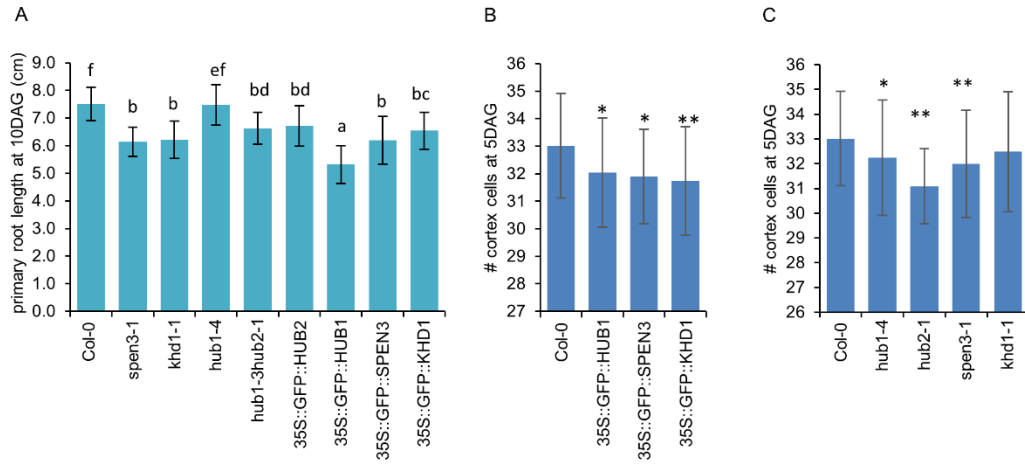 A
primary root length at 10DAG (cm)
9.0
8.0
7.0
6.0
5.0
4.0
3.0
2.0
1.0
0.0
f
b
b
ef
bd
bd
a
b
bc
Col-0
spen3-1
khd1-1
hub1-4
hub1-3hub2-1
35S::GFP::HUB2
35S::GFP::HUB1
35S::GFP::SPEN3
35S::GFP::KHD1
B
# cortex cells at 5DAG
36
35
34
33
32
31
30
29
28
27
*
*
**
Col-0
35S::GFP::HUB1
35S::GFP::SPEN3
35S::GFP::KHD1
C
# cortex cells at 5DAG
36
35
34
33
32
31
30
29
28
27
26
*
**
**
Col-0
hub1-4
hub2-1
spen3-1
khd1-1